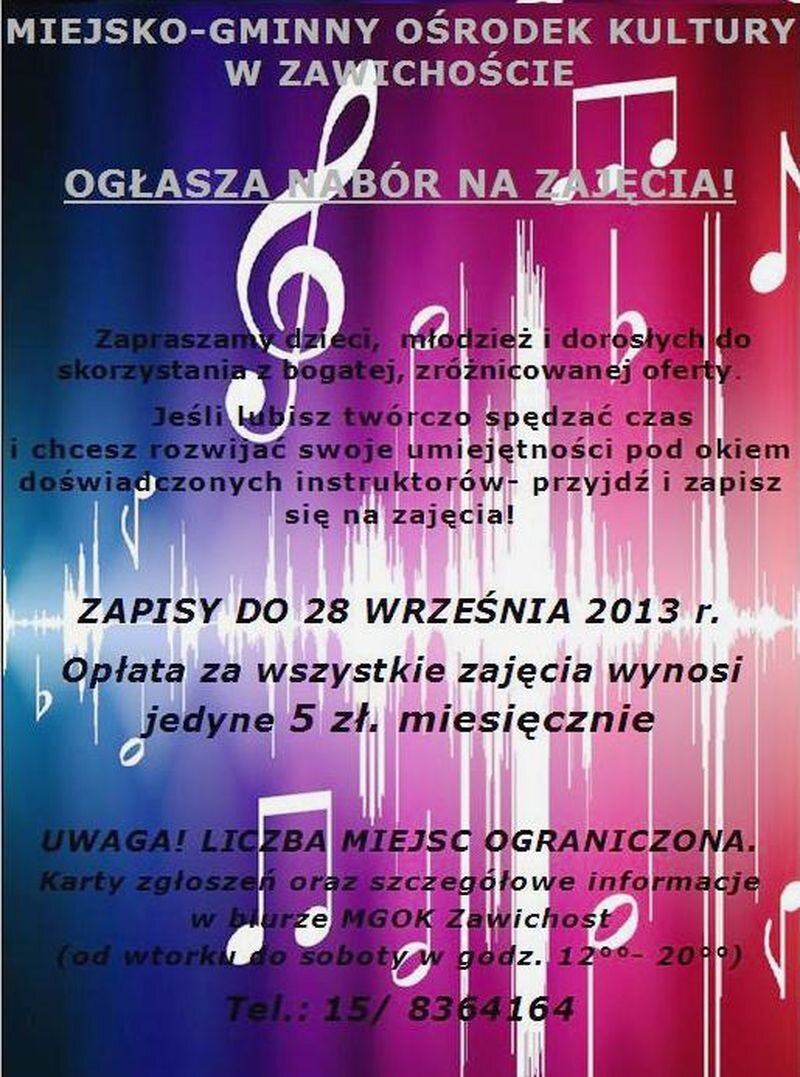 MIEJSKO-GMINNY OŚRODEK KULTURY
W ZAWICHOŚCIE
OGŁASZA NABÓR NA ZAJĘCIA!
Zapraszamy dzieci, młodzież i dorosłych do
skorzystania z bogatej, zróżnicowanej oferty.
Jeśli lubisz twórczo spędzać czas
i chcesz rozwijać swoje umiejętności pod okiem
doświadczonych instruktorów- przyjdź i zapisz
się na zajęcia!
ZAPISY DO 28 WRZEŚNIA 2013 r.
Opłata za wszystkie zajęcia wynosi
jedyne 5 zł. miesięcznie
UWAGA! LICZBA MIEJSC OGRANICZONA.
Karty zgłoszeń oraz szczegółowe informacje
w biurze MGOK Zawichost
(od wtorku do soboty w godz. 12°°- 20°°)
Tel.: 15/ 8364164